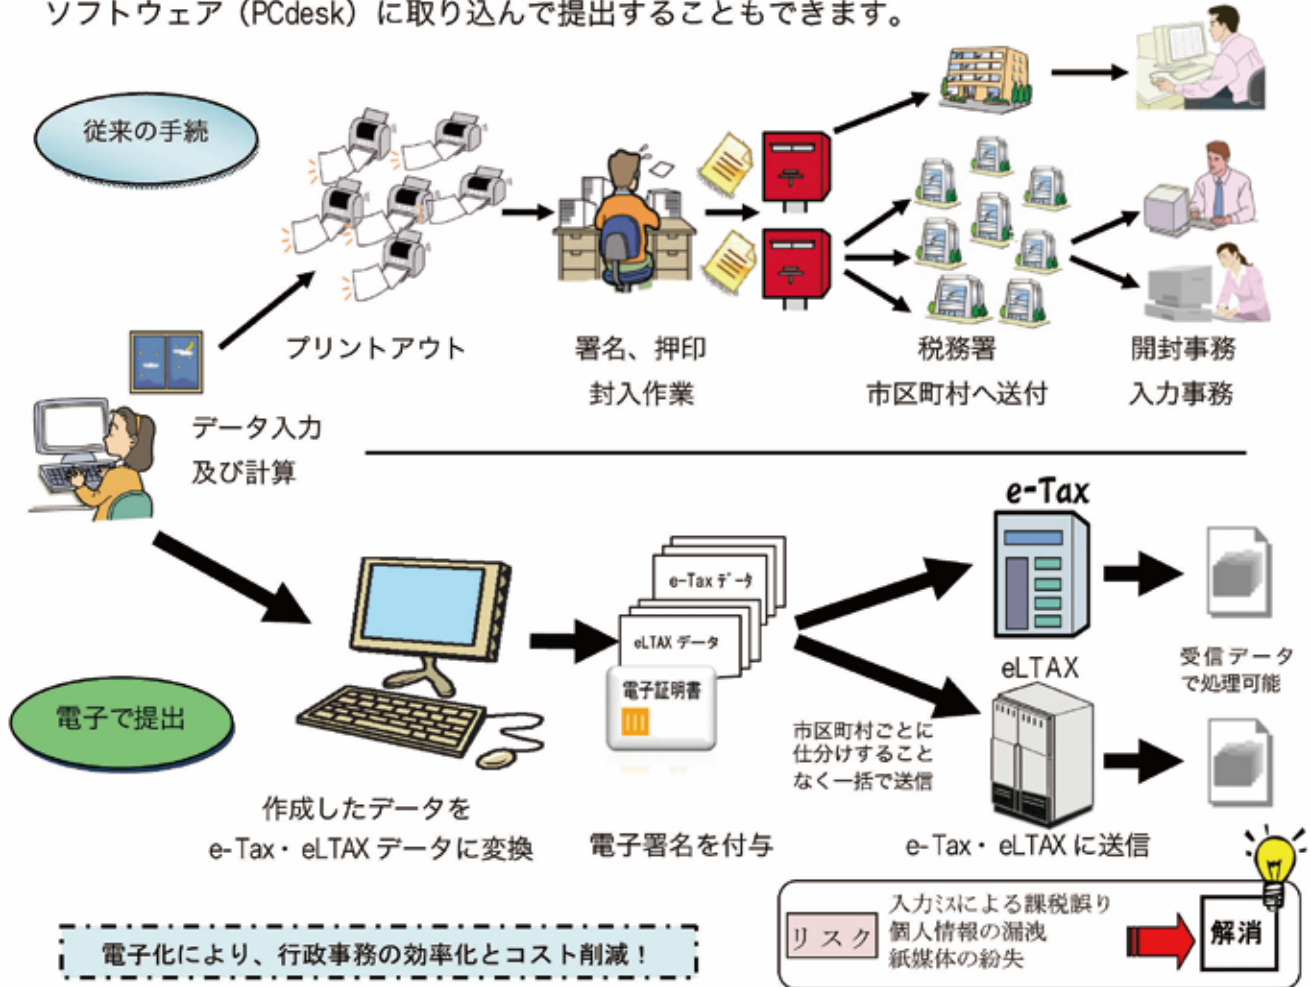 ソフトウェア（PCdesk）に取り込んで提出することもできます。
従来の手続
プリントアウト
署名、押印
封入作業
税務署
市区町村へ送付
開封事務
入力事務
データ入力
及び計算
e-Tax
e-Tax データ
eLTAX データ
電子証明書
eLTAX
受信データ
で処理可能
電子で提出
市区町村ごとに
仕分けすること
なく一括で送信
作成したデータを
e-Tax・eLTAX データに変換
電子署名を付与
e-Tax・eLTAX に送信
電子化により、行政事務の効率化とコスト削減！
リスク
入力ミスによる課税誤り
個人情報の漏洩
紙媒体の紛失
解消